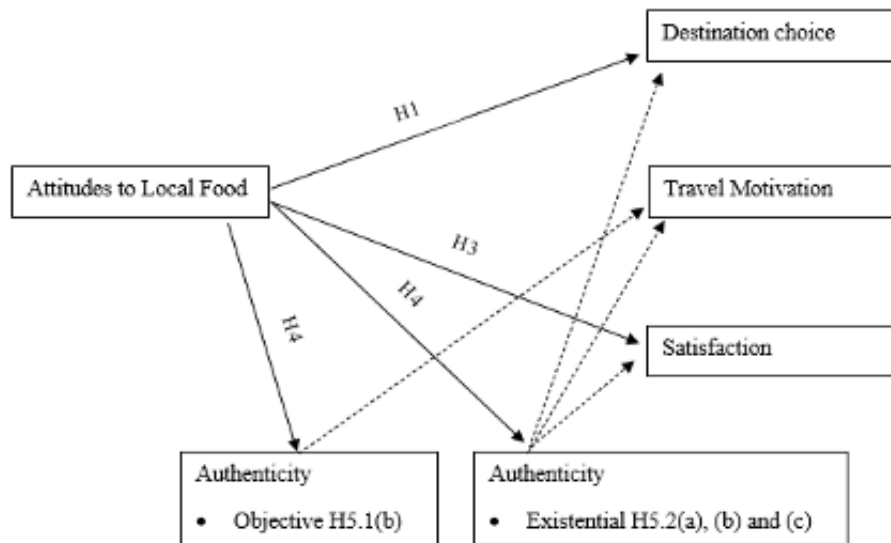 Destination choice
H1
Attitudes to Local Food
Travel Motivation
H3
H4
H4
Satisfaction
Authenticity
• Objective H5.1(b)
Authenticity
• Existential H5.2(a), (b) and (c)